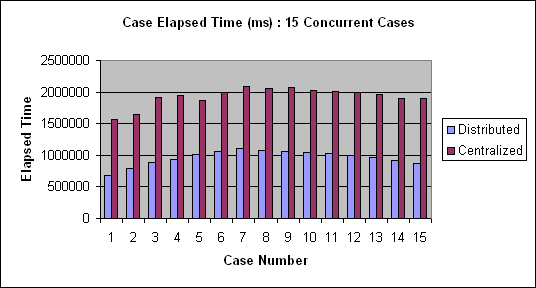 Case Elapsed Time (ms) : 15 Concurrent Cases
2500000
2000000
1500000
1000000
500000
0
Elapsed Time
1 2 3 4 5 6 7 8 9 10 11 12 13 14 15
Case Number
Distributed
Centralized